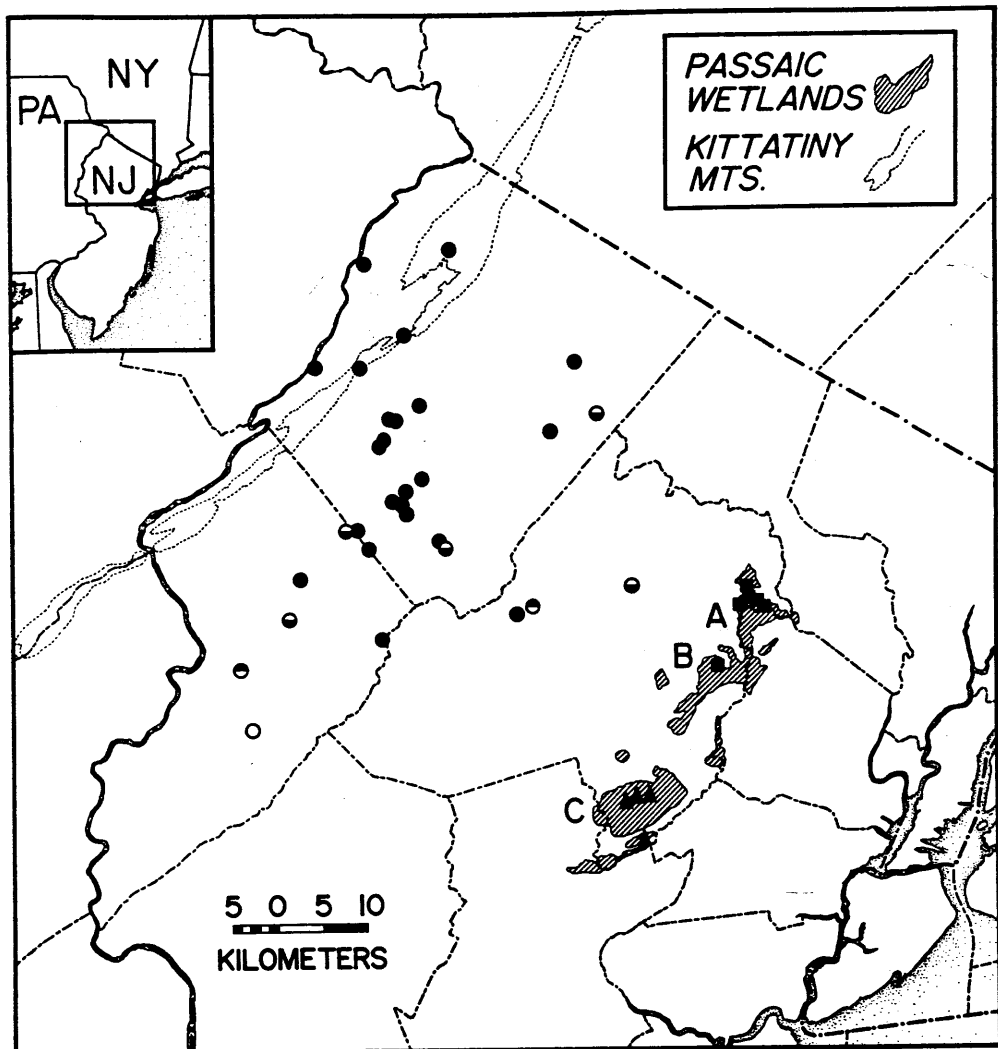 NY
PA
NJ
PASSAIC
WETLANDS
KITTATINY
MTS.
A
B
C
5 0 5 10
KILOMETERS